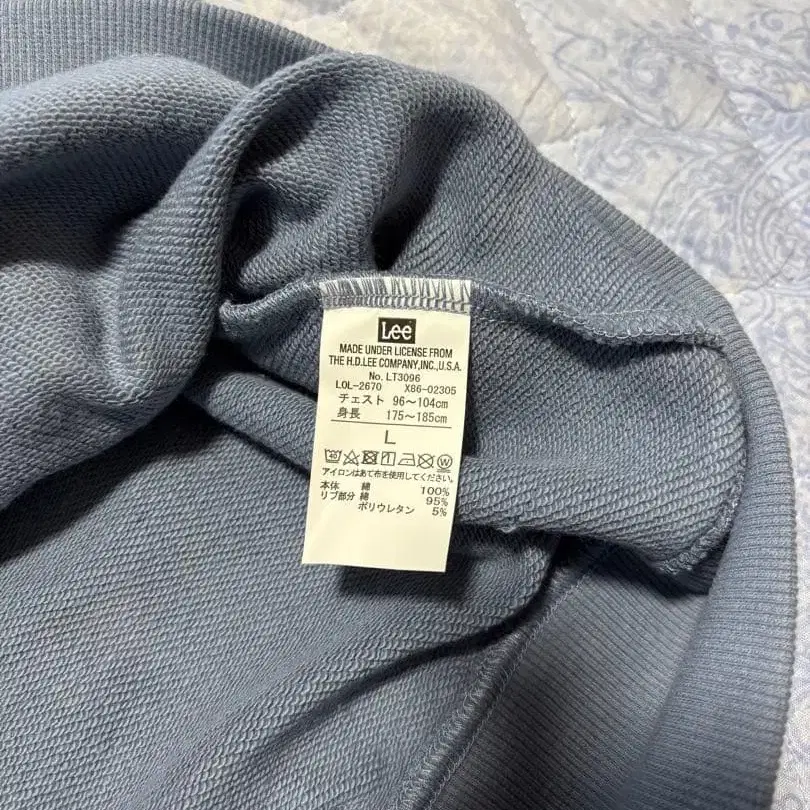 Lee
MADE UNDER LICENSE FROM
THE H.D.LEE COMPANY,INC.,U.S.A.
No. LT3096
LOL-2670 X86-02305
チェスト 96～104cm
身長 175～185cm
L
40
アイロンはあて布を使用してください。
本体 綿 100%
リブ部分 綿 95%
ポリウレタン 5%